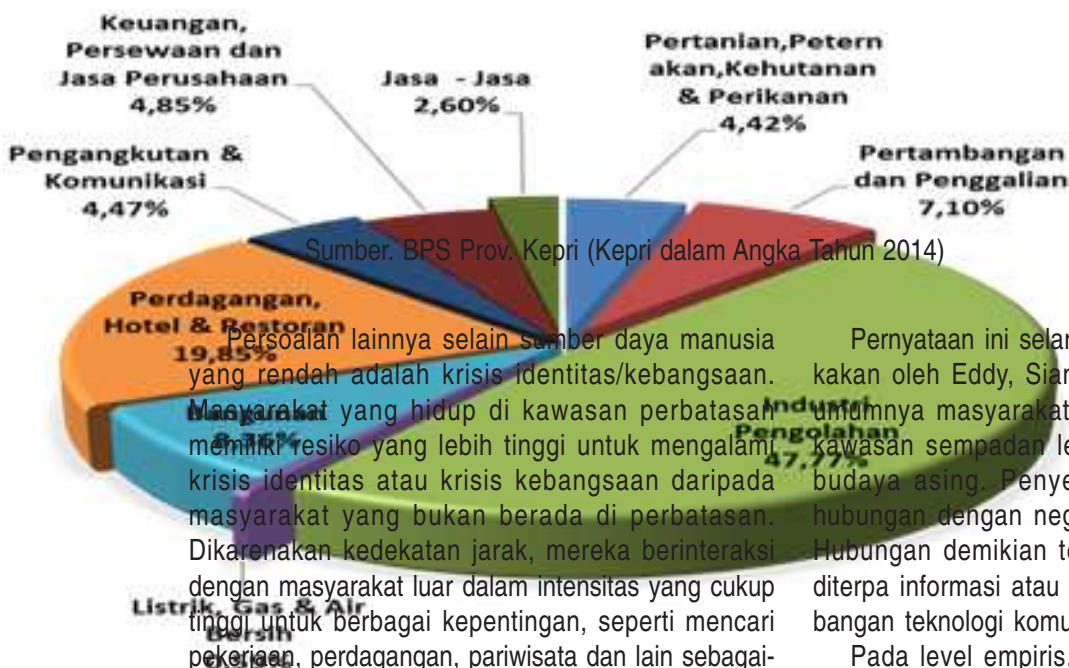 Keuangan,
Persewaan dan
Jasa Perusahaan
4,85%
Jasa - Jasa
2,60%
Pertanian,Petern
akan,Kehutanan
& Perikanan
4,42%
Pengangkutan &
Komunikasi
4,47%
Pertambangan
dan Penggalian
7,10%
Perdagangan,
Hotel & Restoran
19,85%
Industri
Pengolahan
47,77%
Listrik, Gas & Air
Bersih
Sumber. BPS Prov. Kepri (Kepri dalam Angka Tahun 2014)
Persoalan lainnya selain sumber daya manusia
yang rendah adalah krisis identitas/kebangsaan.
Masyarakat yang hidup di kawasan perbatasan
memiliki resiko yang lebih tinggi untuk mengalami
krisis identitas atau krisis kebangsaan daripada
masyarakat yang bukan berada di perbatasan.
Dikarenakan kedekatan jarak, mereka berinteraksi
dengan masyarakat luar dalam intensitas yang cukup
tinggi untuk berbagai kepentingan, seperti mencari
pekerjaan, perdagangan, pariwisata dan lain sebagai-
Pernyataan ini
kakan oleh Eddy,
umumnya masyarakat
kawasan sempadan
budaya asing.
hubungan dengan
Hubungan demikian
diterpa informasi atau
bangan teknologi
Pada level empiris,